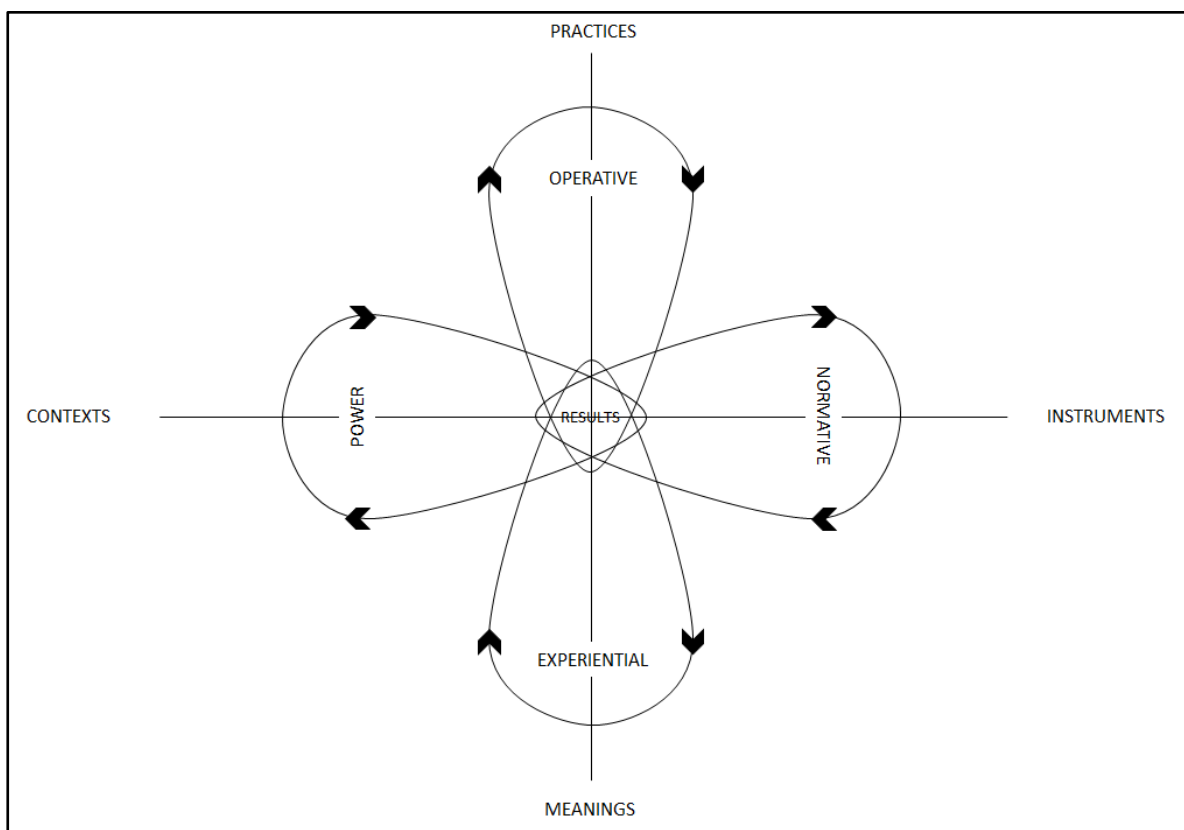 PRACTICES
OPERATIVE
CONTEXTS
POWER
RESULTS
NORMATIVE
INSTRUMENTS
EXPERIENTIAL
MEANINGS